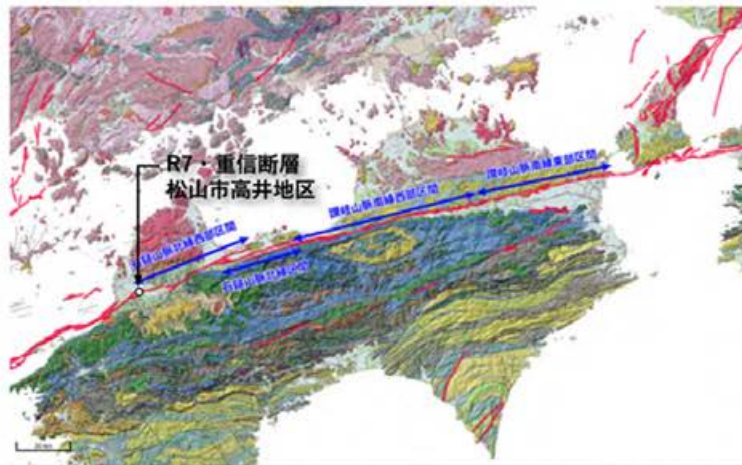 R7・重信断層
松山市高井地区
讃岐山脈南縁東部区間
讃岐山脈南縁西部区間
石鎚山脈北縁西部区間
石鎚山脈北縁区間
20 km